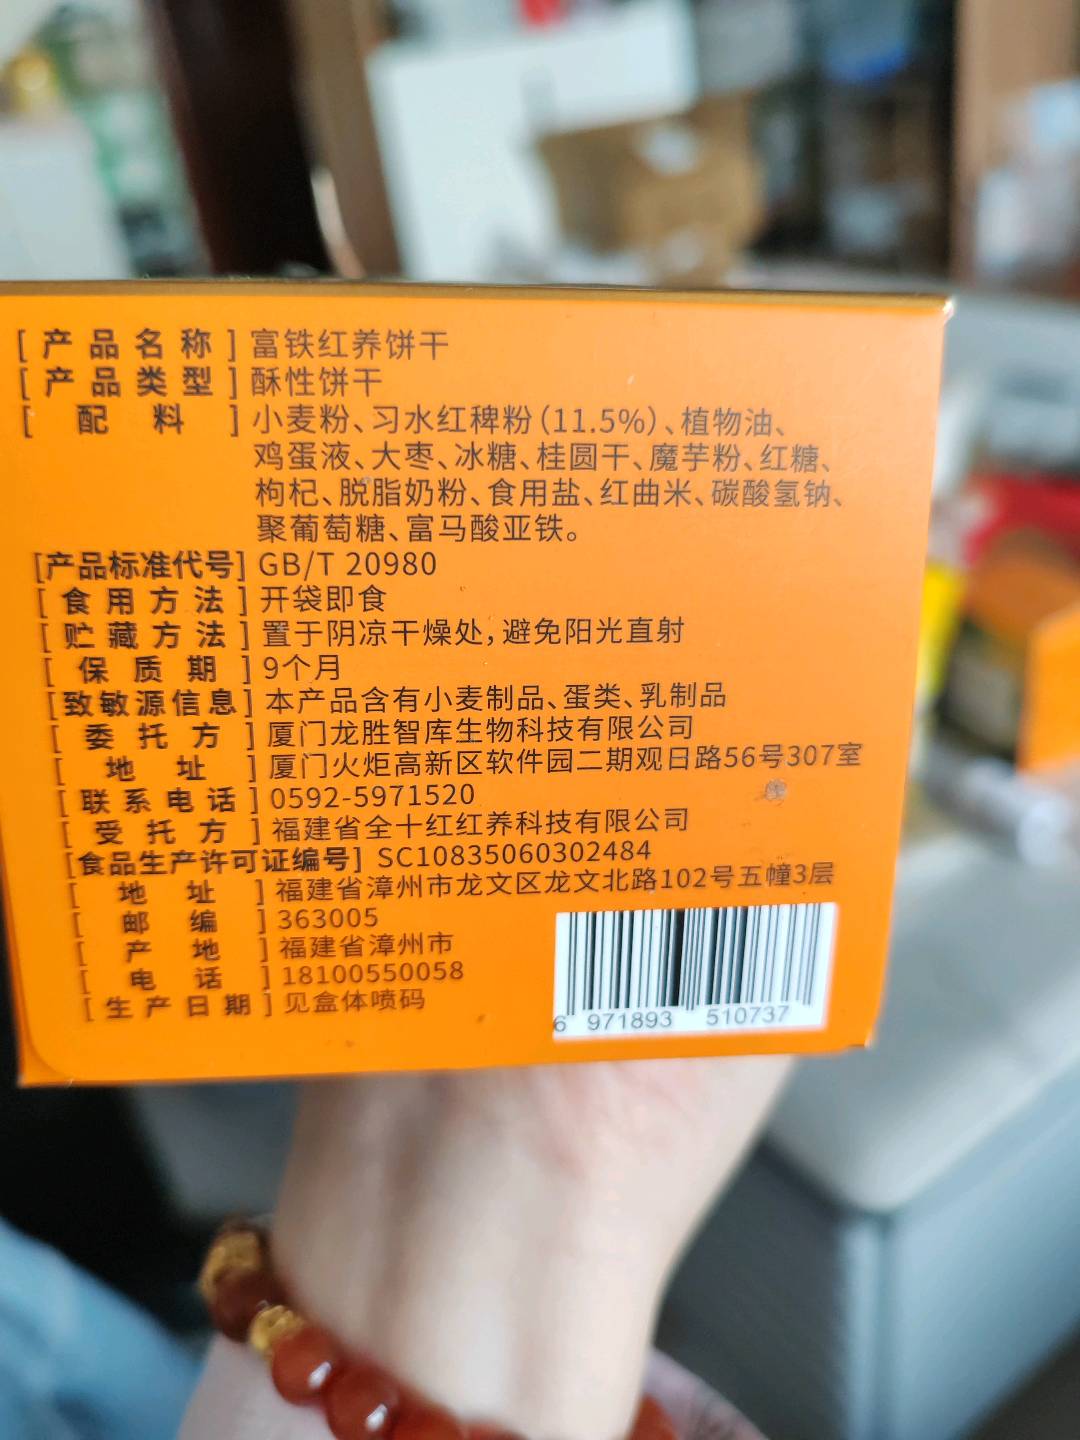 [产品名称] 富铁红养饼干
[产品类型] 酥性饼干
[配料] 小麦粉、习水红稗粉（11.5%）、植物油、
鸡蛋液、大枣、冰糖、桂圆干、魔芋粉、红糖、
枸杞、脱脂奶粉、食用盐、红曲米、碳酸氢钠、
聚葡萄糖、富马酸亚铁。
[产品标准代号] GB/T 20980
[食用方法] 开袋即食
[贮藏方法] 置于阴凉干燥处,避免阳光直射
[保质期] 9个月
[致敏源信息] 本产品含有小麦制品、蛋类、乳制品
[委托方] 厦门龙胜智库生物科技有限公司
[地址] 厦门火炬高新区软件园二期观日路56号307室
[联系电话] 0592-5971520
[受托方] 福建省全十红红养科技有限公司
[食品生产许可证编号] SC10835060302484
[地址] 福建省漳州市龙文区龙文北路102号五幢3层
[邮编] 363005
[产地] 福建省漳州市
[电话] 18100550058
[生产日期] 见盒体喷码
6 971893 510737